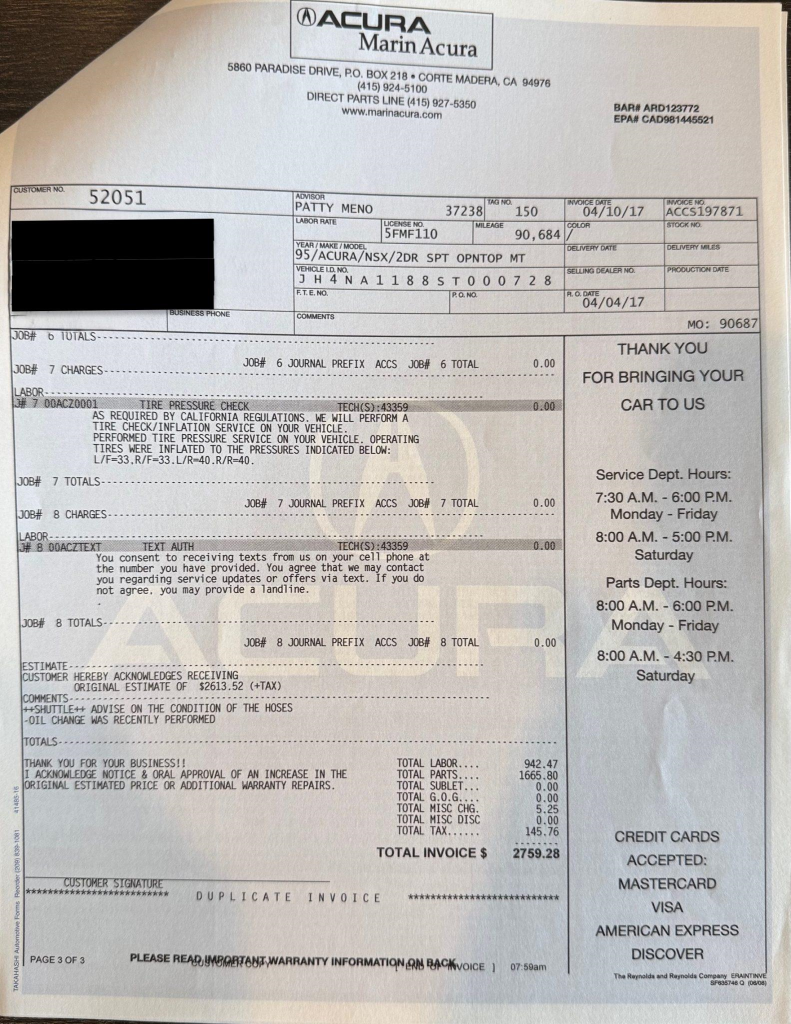 ACURA
Marin Acura
5860 PARADISE DRIVE, P.O. BOX 218 • CORTE MADERA, CA 94976
(415) 924-5100
DIRECT PARTS LINE (415) 927-5350
www.marinacura.com
BAR# ARD123772
EPA# CAD981445521
CUSTOMER NO. 52051
ADVISOR
PATTY MENO 37238
TAG NO. 150
INVOICE DATE 04/10/17
INVOICE NO. ACCS197871
LABOR RATE
LICENSE NO. 5FMF110
MILEAGE 90,684
COLOR /
STOCK NO.
YEAR / MAKE / MODEL
95/ACURA/NSX/2DR SPT OPNTOP MT
DELIVERY DATE
DELIVERY MILES
VEHICLE I.D. NO.
JH4NA1188ST000728
SELLING DEALER NO.
PRODUCTION DATE
F.T.E. NO.
P.O. NO.
R.O. DATE 04/04/17
BUSINESS PHONE
COMMENTS
MO: 90687
JOB# 6 TOTALS
JOB# 6 JOURNAL PREFIX ACCS JOB# 6 TOTAL 0.00
JOB# 7 CHARGES
LABOR
J# 7 00ACZ0001 TIRE PRESSURE CHECK TECH(S):43359 0.00
AS REQUIRED BY CALIFORNIA REGULATIONS, WE WILL PERFORM A
TIRE CHECK/INFLATION SERVICE ON YOUR VEHICLE.
PERFORMED TIRE PRESSURE SERVICE ON YOUR VEHICLE. OPERATING
TIRES WERE INFLATED TO THE PRESSURES INDICATED BELOW:
L/F=33.R/F=33.L/R=40.R/R=40.
JOB# 7 TOTALS
JOB# 7 JOURNAL PREFIX ACCS JOB# 7 TOTAL 0.00
JOB# 8 CHARGES
LABOR
J# 8 00ACZTEXT TEXT AUTH TECH(S):43359 0.00
You consent to receiving texts from us on your cell phone at
the number you have provided. You agree that we may contact
you regarding service updates or offers via text. If you do
not agree, you may provide a landline.
.
JOB# 8 TOTALS
JOB# 8 JOURNAL PREFIX ACCS JOB# 8 TOTAL 0.00
ESTIMATE
CUSTOMER HEREBY ACKNOWLEDGES RECEIVING
ORIGINAL ESTIMATE OF $2613.52 (+TAX)
COMMENTS
++SHUTTLE++ ADVISE ON THE CONDITION OF THE HOSES
-OIL CHANGE WAS RECENTLY PERFORMED
TOTALS
THANK YOU FOR YOUR BUSINESS!!
I ACKNOWLEDGE NOTICE & ORAL APPROVAL OF AN INCREASE IN THE
ORIGINAL ESTIMATED PRICE OR ADDITIONAL WARRANTY REPAIRS.
TOTAL LABOR.... 942.47
TOTAL PARTS.... 1665.80
TOTAL SUBLET... 0.00
TOTAL G.O.G.... 0.00
TOTAL MISC CHG. 5.25
TOTAL MISC DISC 0.00
TOTAL TAX...... 145.76
TOTAL INVOICE $ 2759.28
CUSTOMER SIGNATURE
DUPLICATE INVOICE
THANK YOU
FOR BRINGING YOUR
CAR TO US
Service Dept. Hours:
7:30 A.M. - 6:00 P.M.
Monday - Friday
8:00 A.M. - 5:00 P.M.
Saturday
Parts Dept. Hours:
8:00 A.M. - 6:00 P.M.
Monday - Friday
8:00 A.M. - 4:30 P.M.
Saturday
CREDIT CARDS
ACCEPTED:
MASTERCARD
VISA
AMERICAN EXPRESS
DISCOVER
ACURA
PAGE 3 OF 3
PLEASE READ IMPORTANT WARRANTY INFORMATION ON BACK
CUSTOMER COPY
[ END OF INVOICE ] 07:59am
The Reynolds and Reynolds Company ERAINTINVE
SF635746 Q (06/08)
TAKAHASHI Automotive Forms Reorder (209) 839-1081